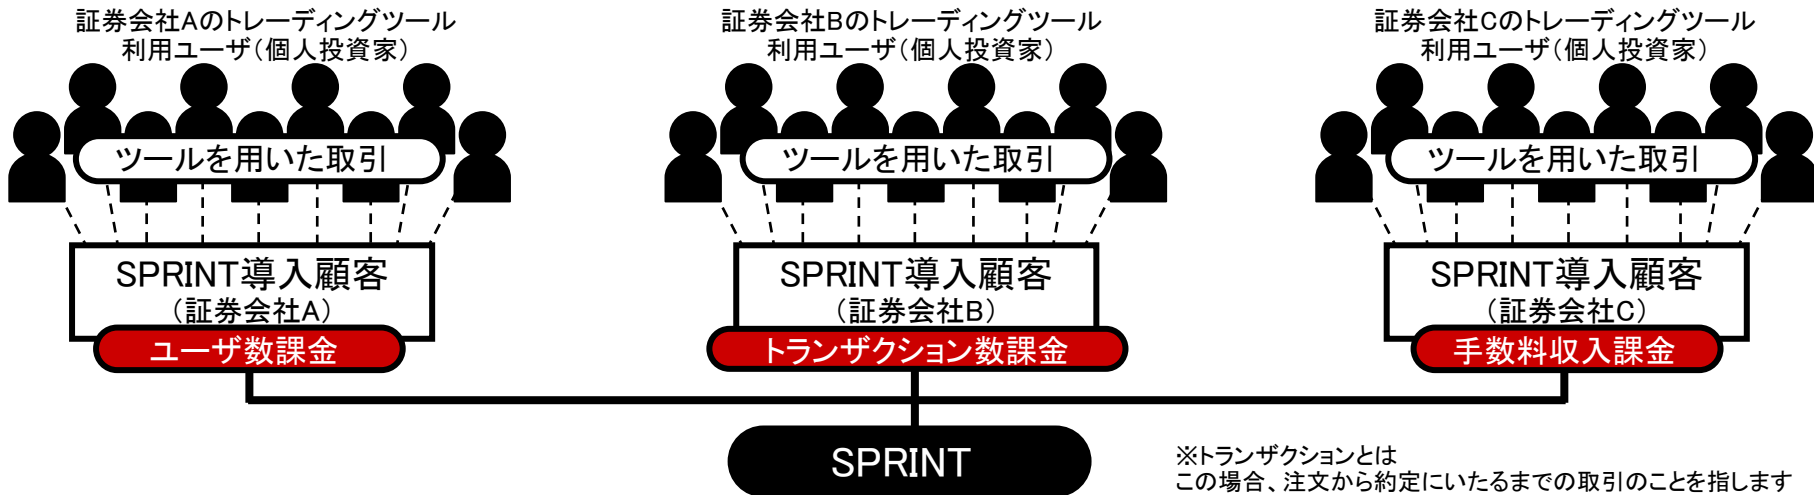 証券会社Aのトレーディングツール
利用ユーザ(個人投資家)
証券会社Bのトレーディングツール
利用ユーザ(個人投資家)
証券会社Cのトレーディングツール
利用ユーザ(個人投資家)
ツールを用いた取引
ツールを用いた取引
ツールを用いた取引
SPRINT導入顧客
(証券会社A)
SPRINT導入顧客
(証券会社B)
SPRINT導入顧客
(証券会社C)
ユーザ数課金
トランザクション数課金
手数料収入課金
SPRINT
※トランザクションとは
この場合、注文から約定にいたるまでの取引のことを指します